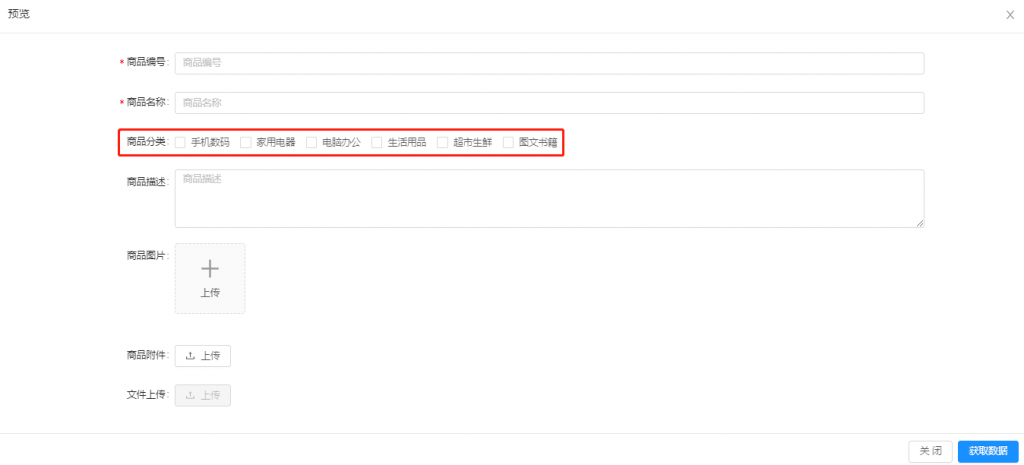 预览
* 商品编号: 商品编号
* 商品名称: 商品名称
商品分类: 手机数码 家用电器 电脑办公 生活用品 超市生鲜 图文书籍
商品描述: 商品描述
商品图片:
上传
商品附件: 上传
文件上传: 上传
关 闭 获取数据